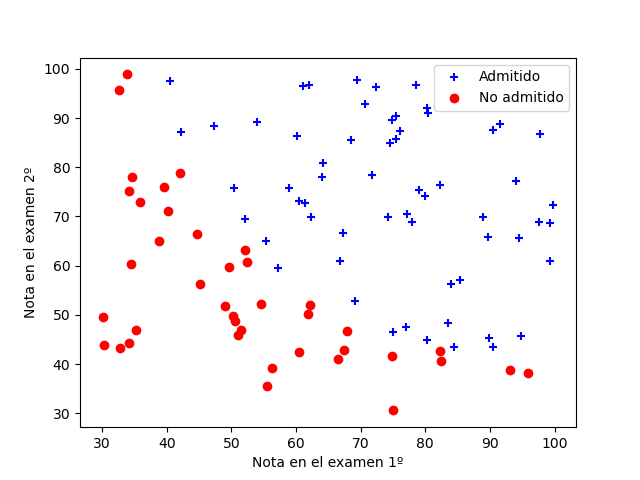 Admitido
No admitido
100
90
80
70
60
50
40
30
Nota en el examen 2º
30 40 50 60 70 80 90 100
Nota en el examen 1º